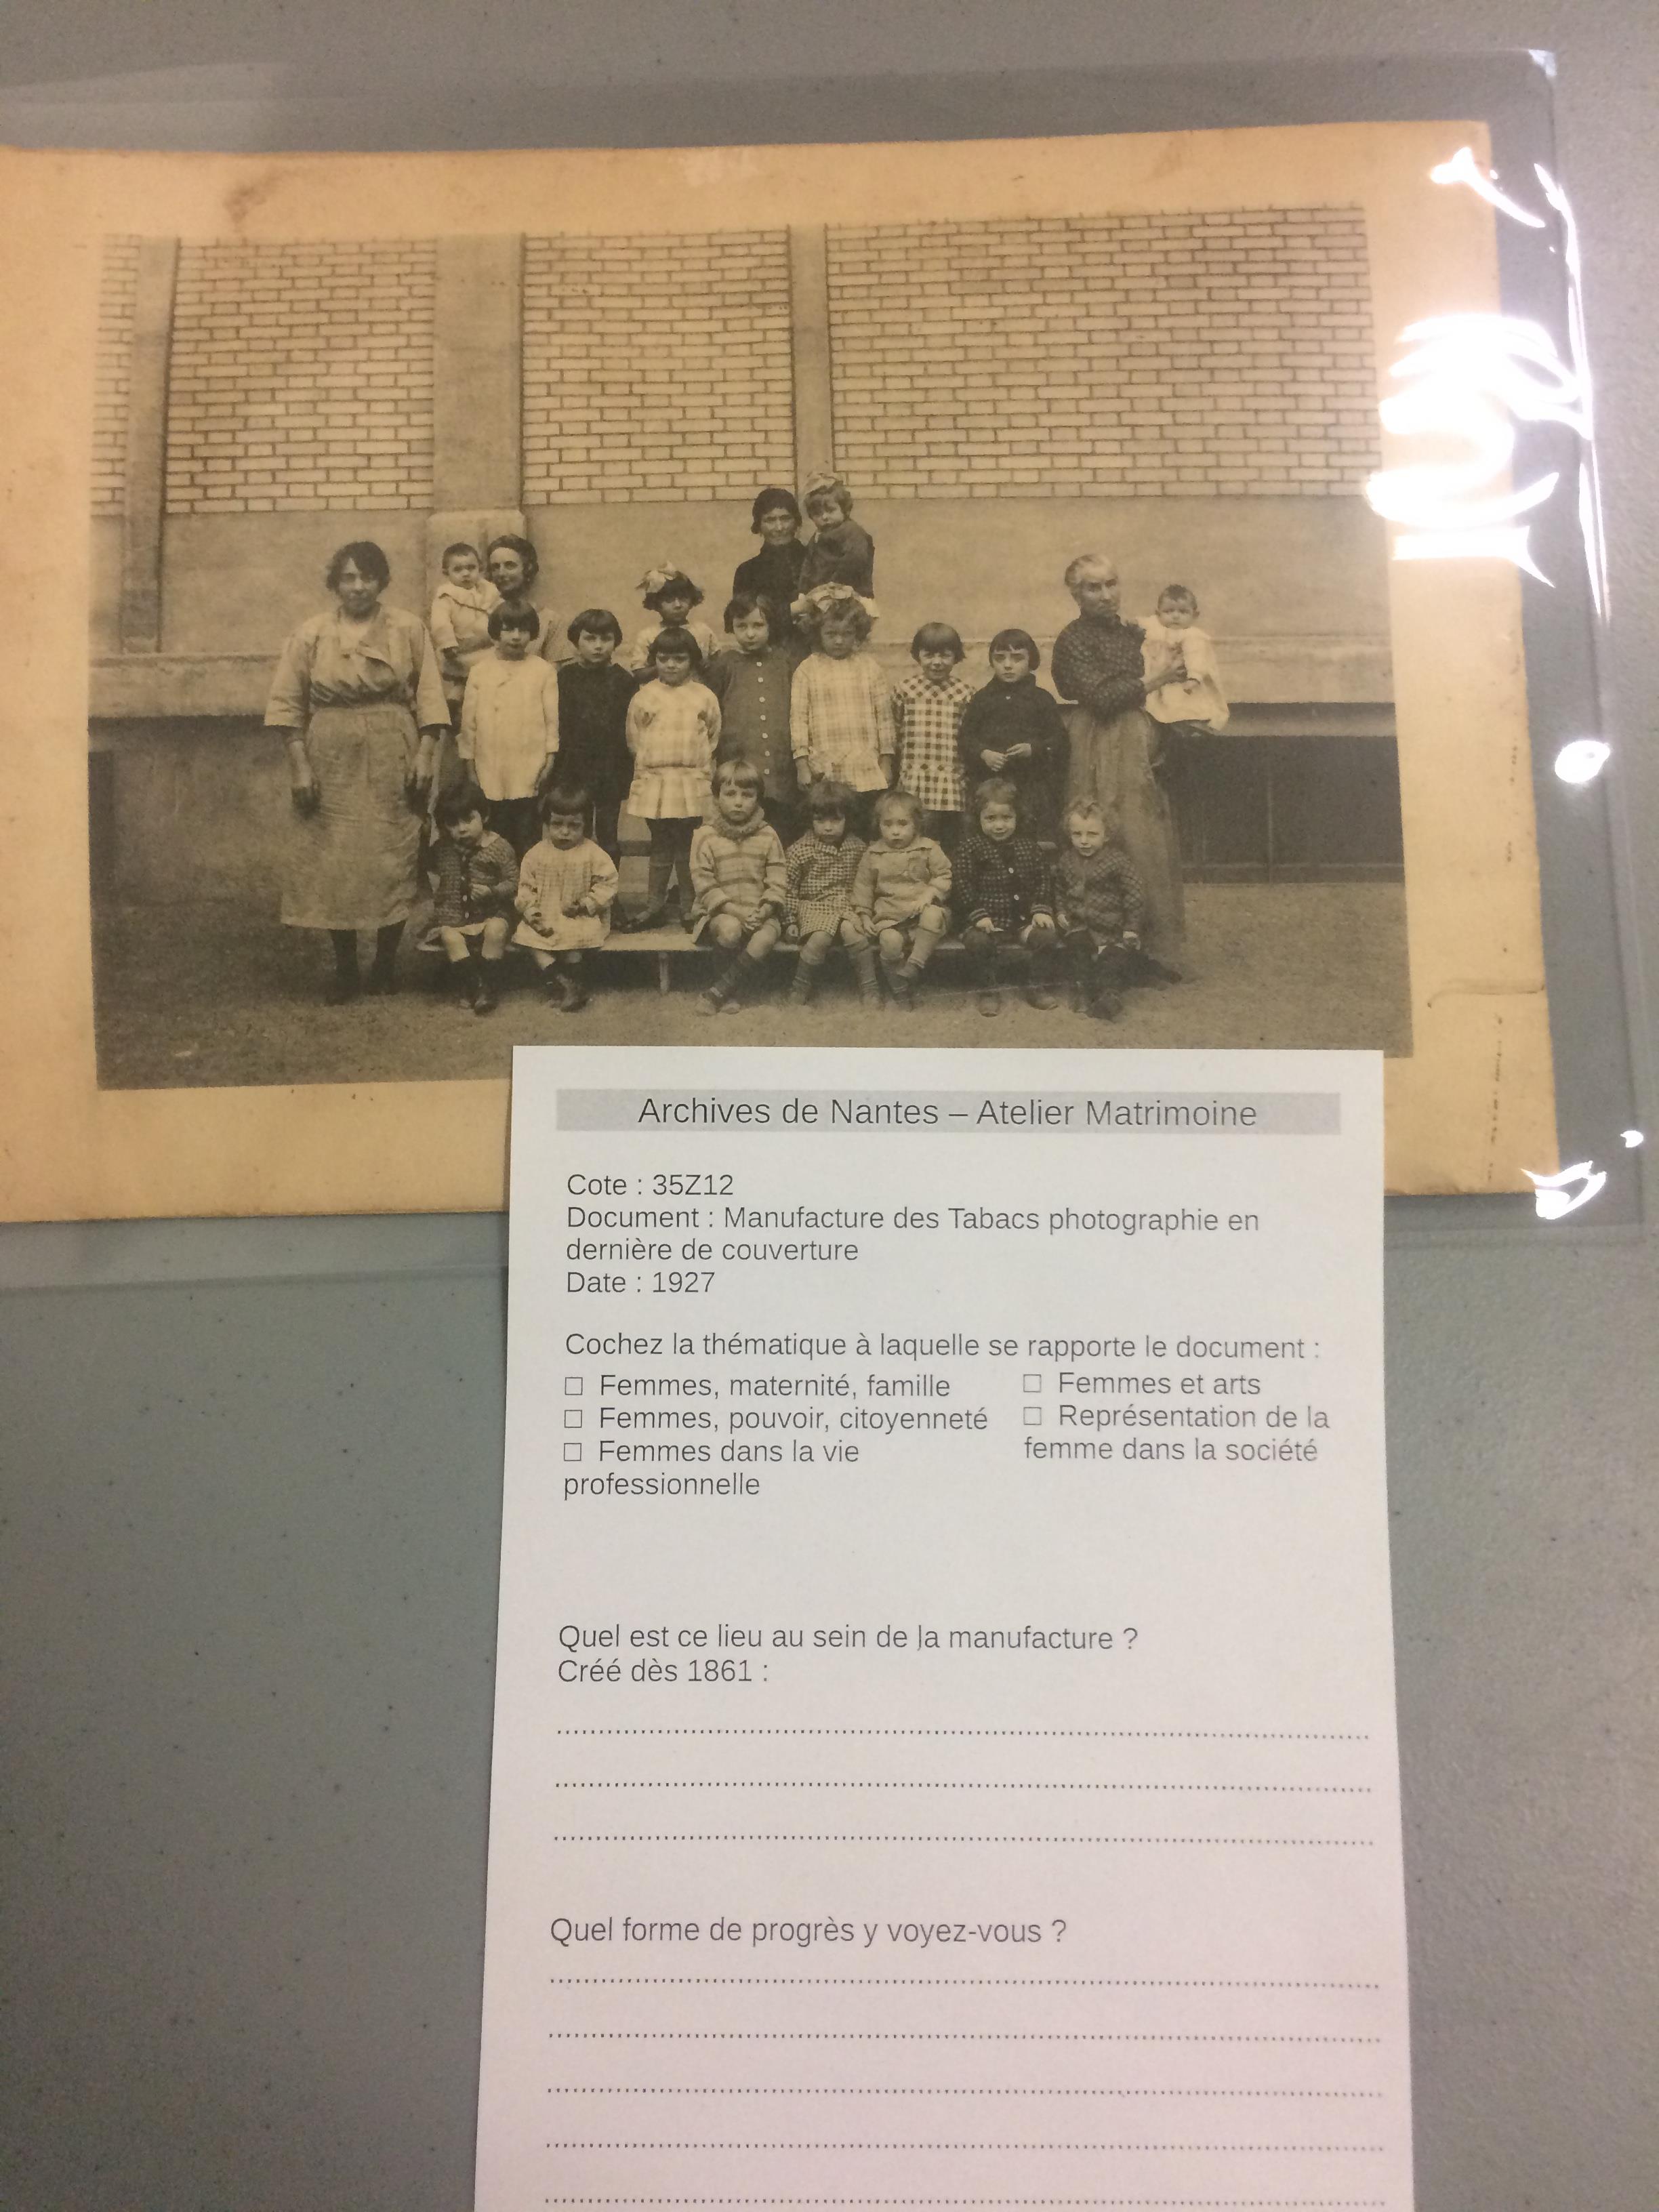 Archives de Nantes – Atelier Matrimoine
Cote : 35Z12
Document : Manufacture des Tabacs photographie en
dernière de couverture
Date : 1927
Cochez la thématique à laquelle se rapporte le document :
□ Femmes, maternité, famille
□ Femmes, pouvoir, citoyenneté
□ Femmes dans la vie
professionnelle
□ Femmes et arts
□ Représentation de la
femme dans la société
Quel est ce lieu au sein de la manufacture ?
Créé dès 1861 :
Quel forme de progrès y voyez-vous ?